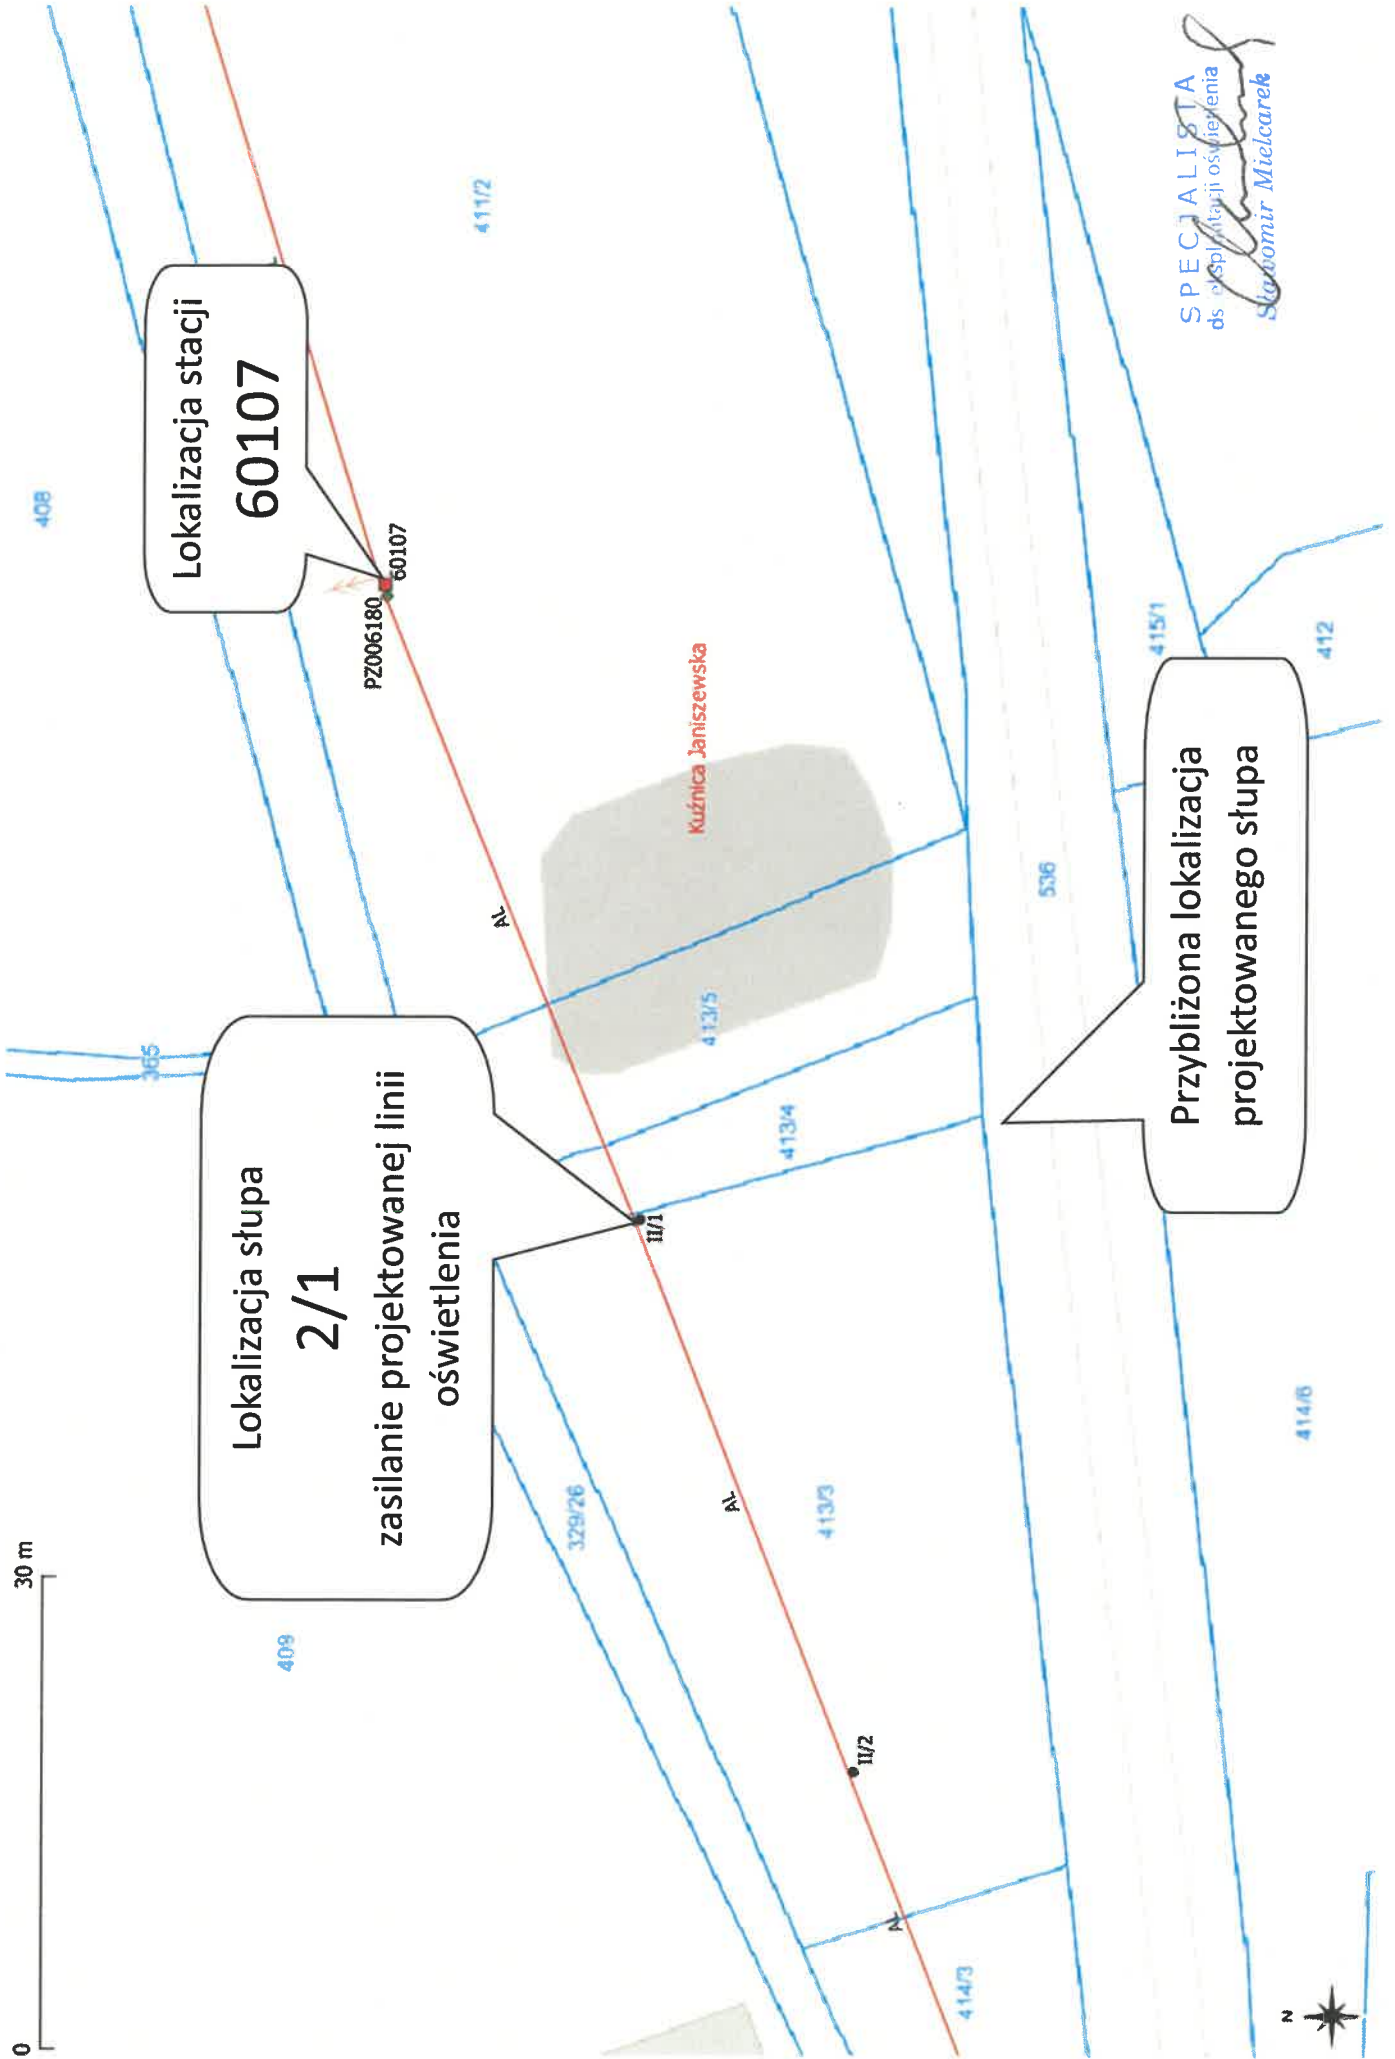 0
30 m
408
409
365
Lokalizacja stacji
60107
PZ006180
60107
411/2
Lokalizacja słupa
2/1
zasilanie projektowanej linii
oświetlenia
329/26
AL
AL
II/1
II/2
Kuźnica Janiszewska
413/5
413/4
413/3
414/3
536
415/1
412
414/6
Przybliżona lokalizacja
projektowanego słupa
N
SPECJALISTA
ds eksploatacji oświetlenia
Sławomir Mielcarek